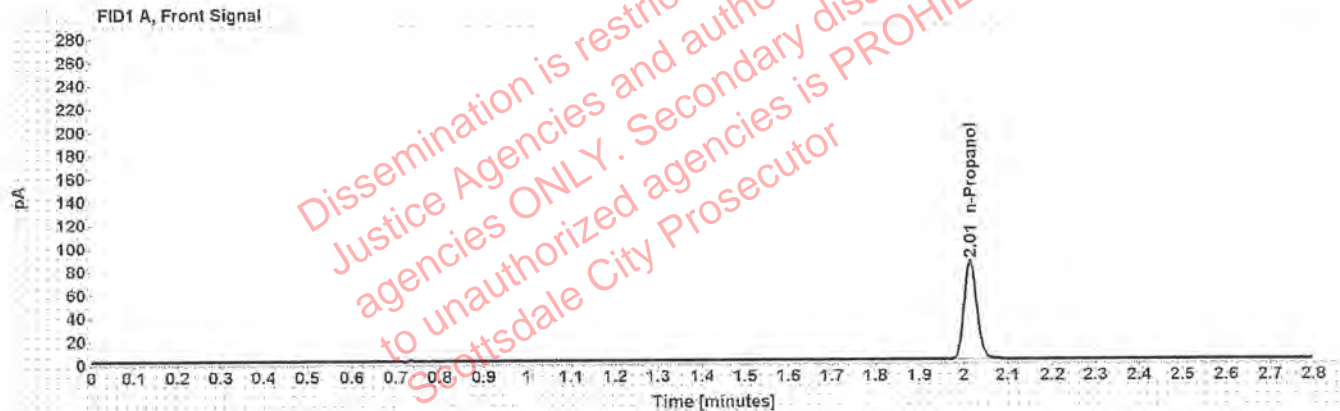 FID1 A, Front Signal
280
260
240
220
200
180
160
140
120
100
80
60
40
20
0
pA
2.01 n-Propanol
0 0.1 0.2 0.3 0.4 0.5 0.6 0.7 0.8 0.9 1 1.1 1.2 1.3 1.4 1.5 1.6 1.7 1.8 1.9 2 2.1 2.2 2.3 2.4 2.5 2.6 2.7 2.8
Time [minutes]
Dissemination is restric
Justice Agencies and autho
agencies ONLY. Secondary dis
to unauthorized agencies is PROHI
Scottsdale City Prosecutor